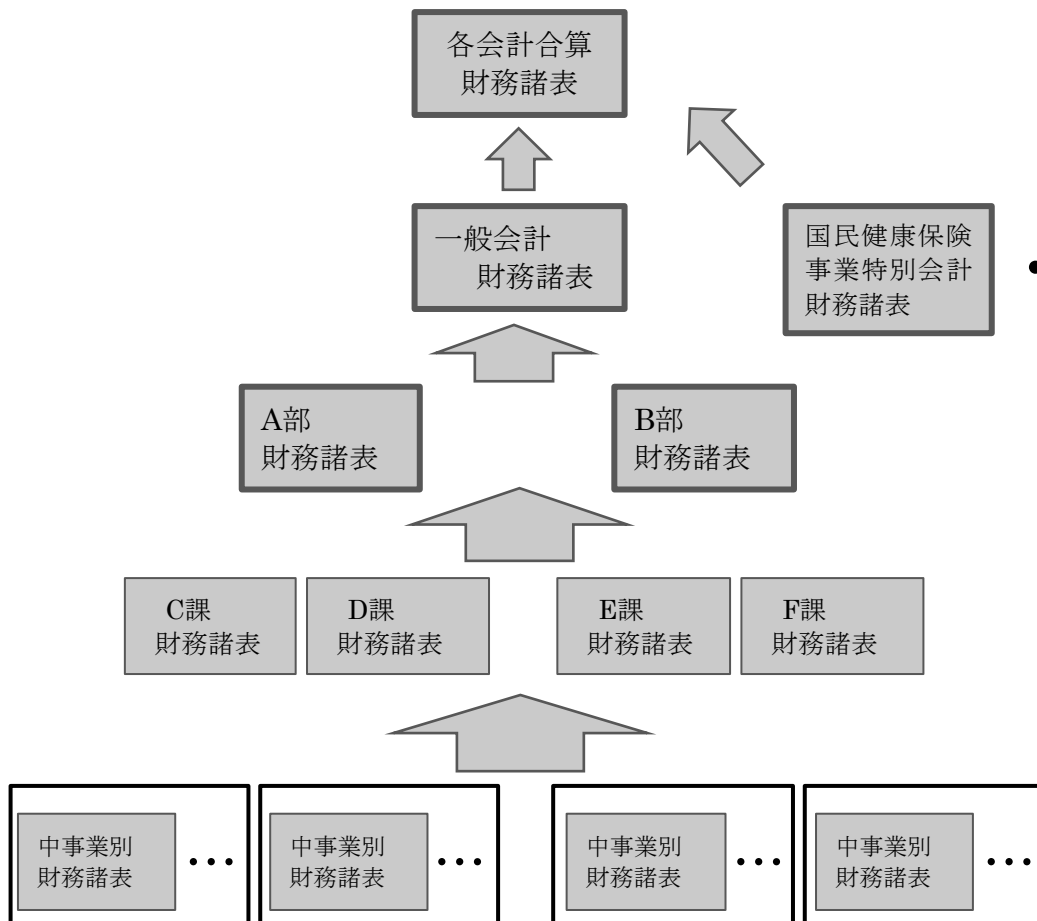 各会計合算
財務諸表
一般会計
財務諸表
国民健康保険
事業特別会計
財務諸表
A部
財務諸表
B部
財務諸表
C課
財務諸表
D課
財務諸表
E課
財務諸表
F課
財務諸表
中事業別
財務諸表
•••
中事業別
財務諸表
•••
中事業別
財務諸表
•••
中事業別
財務諸表
•••